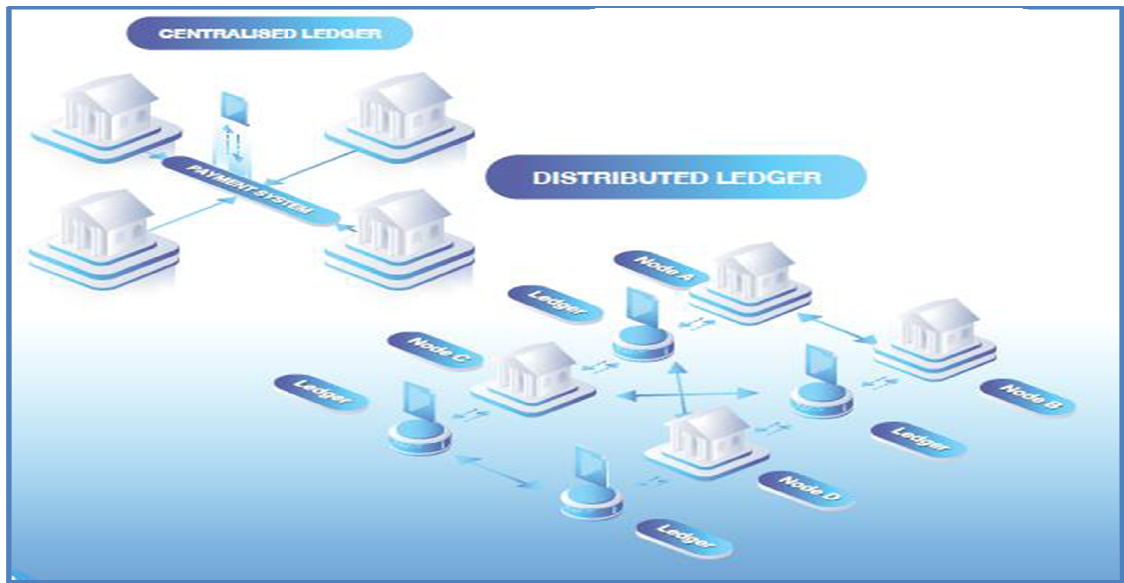 CENTRALISED LEDGER
PAYMENT SYSTEM
DISTRIBUTED LEDGER
Node A
Ledger
Node C
Ledger
Node B
Ledger
Node D
Ledger